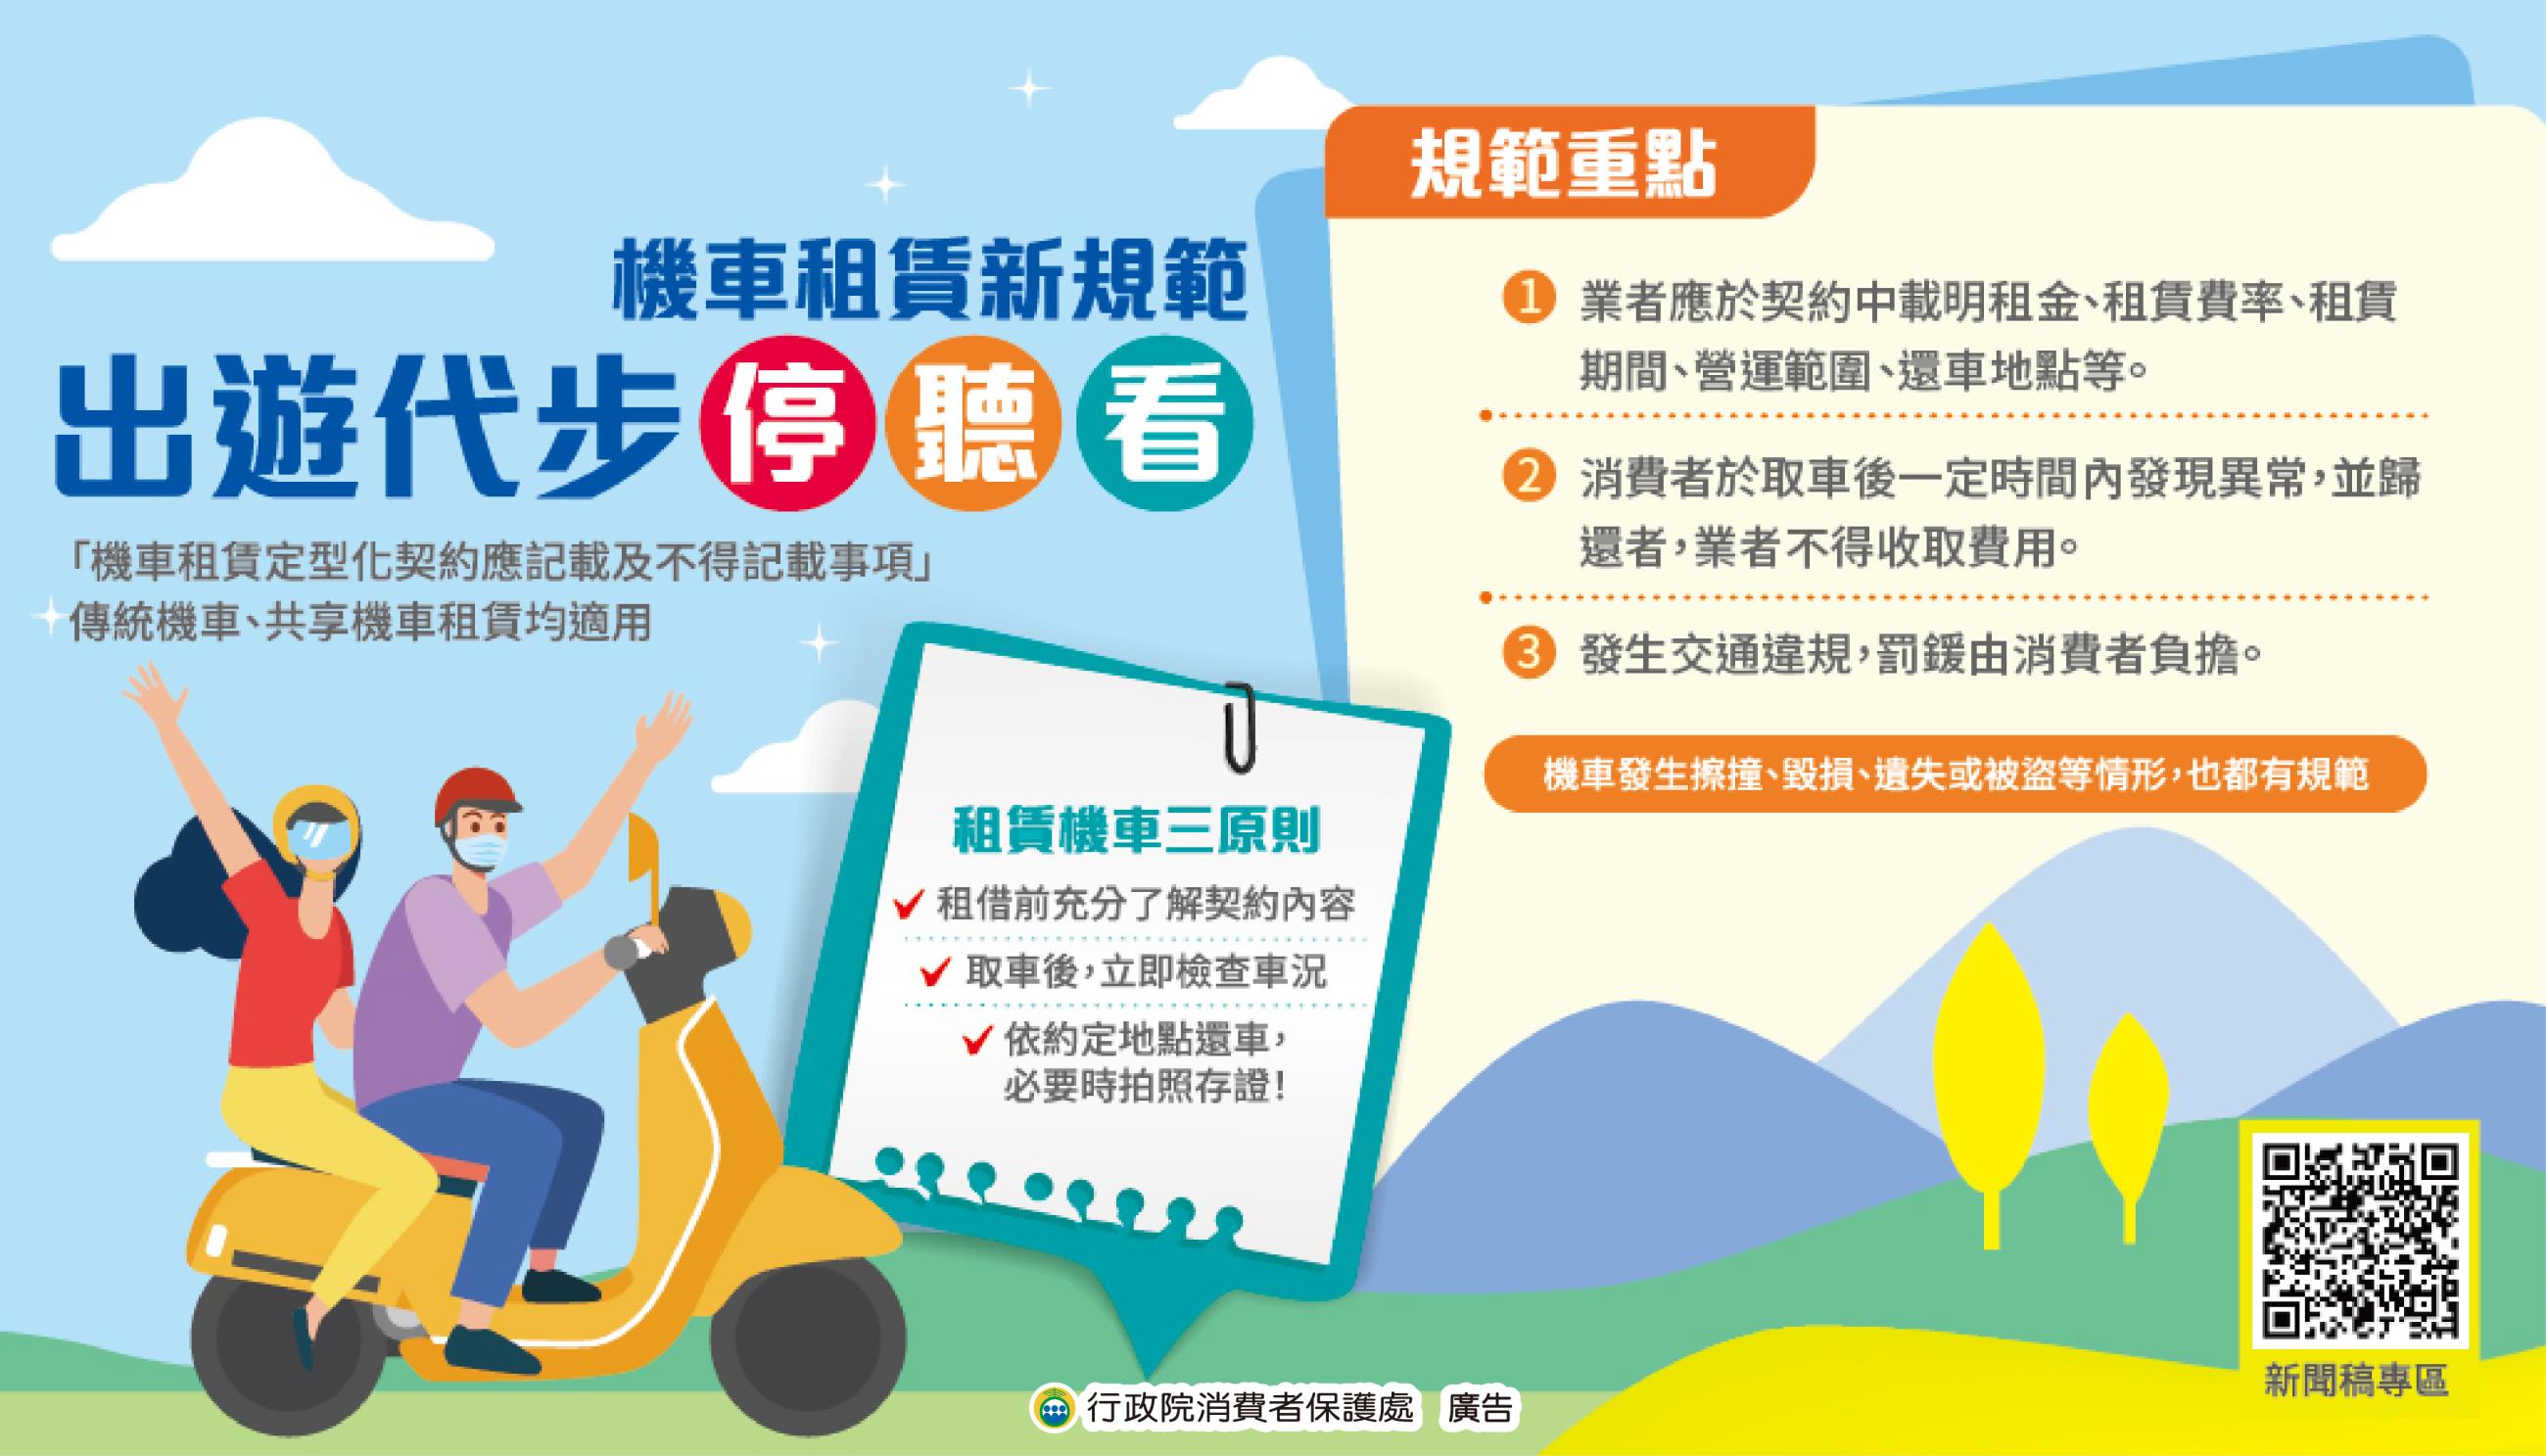 機車租賃新規範
出遊代步停聽看
「機車租賃定型化契約應記載及不得記載事項」
傳統機車、共享機車租賃均適用
規範重點
1 業者應於契約中載明租金、租賃費率、租賃
期間、營運範圍、還車地點等。
2 消費者於取車後一定時間內發現異常，並歸
還者，業者不得收取費用。
3 發生交通違規，罰鍰由消費者負擔。
機車發生擦撞、毀損、遺失或被盜等情形，也都有規範
租賃機車三原則
租借前充分了解契約內容
取車後，立即檢查車況
依約定地點還車，
必要時拍照存證！
新聞稿專區
行政院消費者保護處 廣告